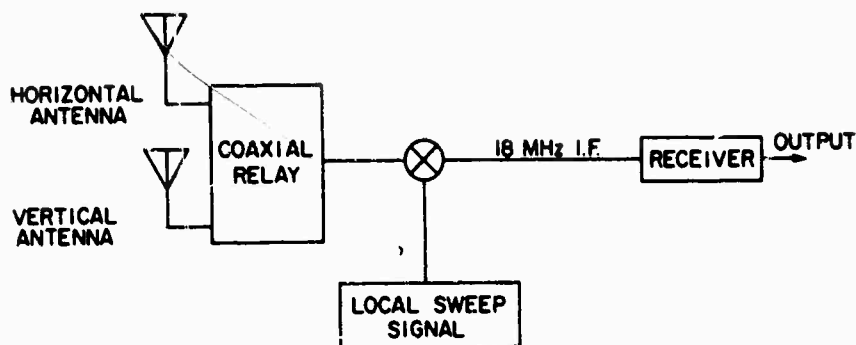 HORIZONTAL
ANTENNA
COAXIAL
RELAY
VERTICAL
ANTENNA
18 MHz I.F.
RECEIVER
OUTPUT
LOCAL SWEEP
SIGNAL